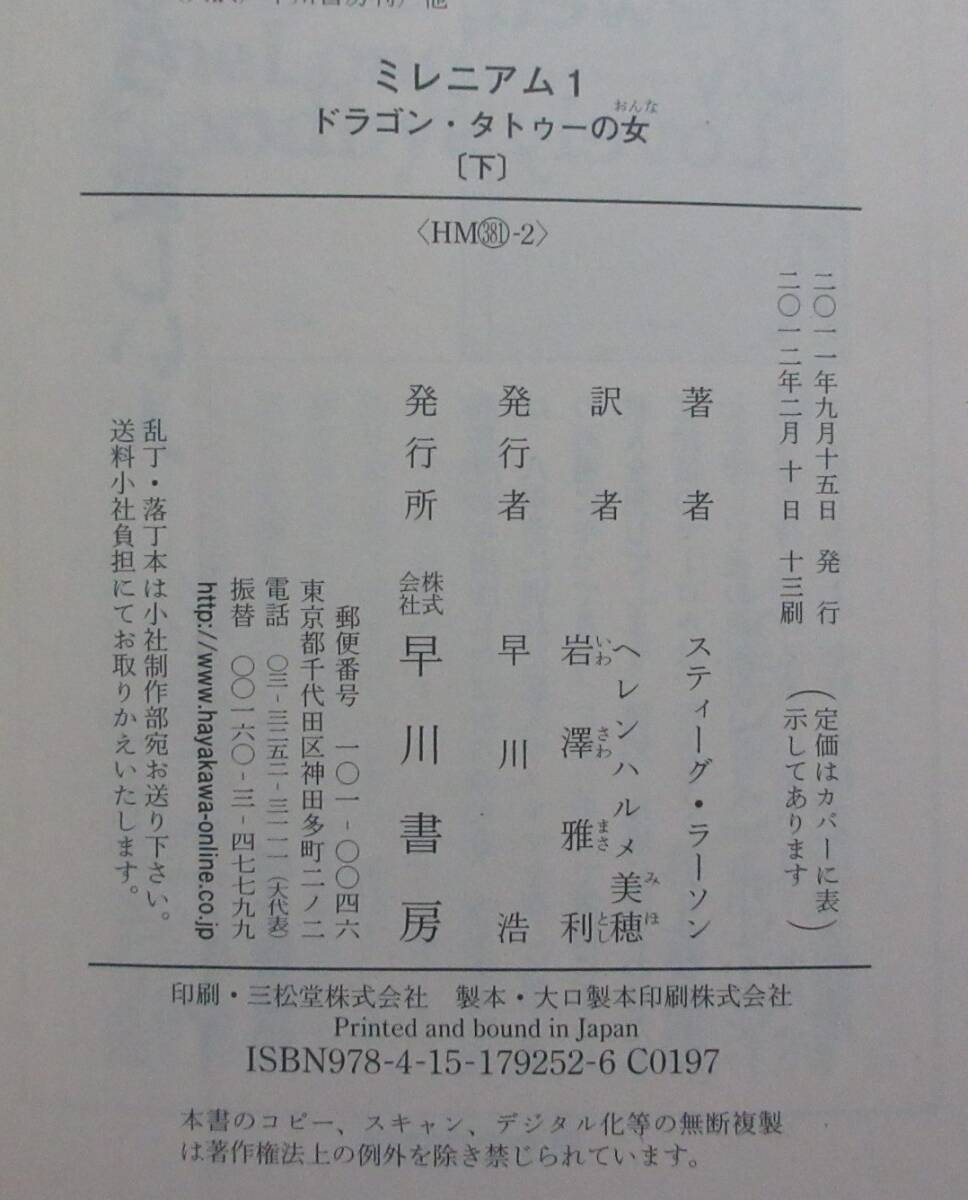 ミレニアム1
ドラゴン・タトゥーの女
おんな
〔下〕
〈HM㊳-2〉
二〇一一年九月十五日 発行
二〇一二年二月十日 十三刷
（定価はカバーに表
示してあります）
著者 スティーグ・ラーソン
訳者 ヘレンハルメ美穂
みほ
岩澤雅利
いわさわまさとし
発行者 早川浩
発行所 株式会社 早川書房
郵便番号 一〇一-〇〇四六
東京都千代田区神田多町二ノ二
電話 〇三-三二五二-三一一一（大代表）
振替 〇〇一六〇-三-四七七九九
http://www.hayakawa-online.co.jp
乱丁・落丁本は小社制作部宛お送り下さい。
送料小社負担にてお取りかえいたします。
印刷・三松堂株式会社 製本・大口製本印刷株式会社
Printed and bound in Japan
ISBN978-4-15-179252-6 C0197
本書のコピー、スキャン、デジタル化等の無断複製
は著作権法上の例外を除き禁じられています。